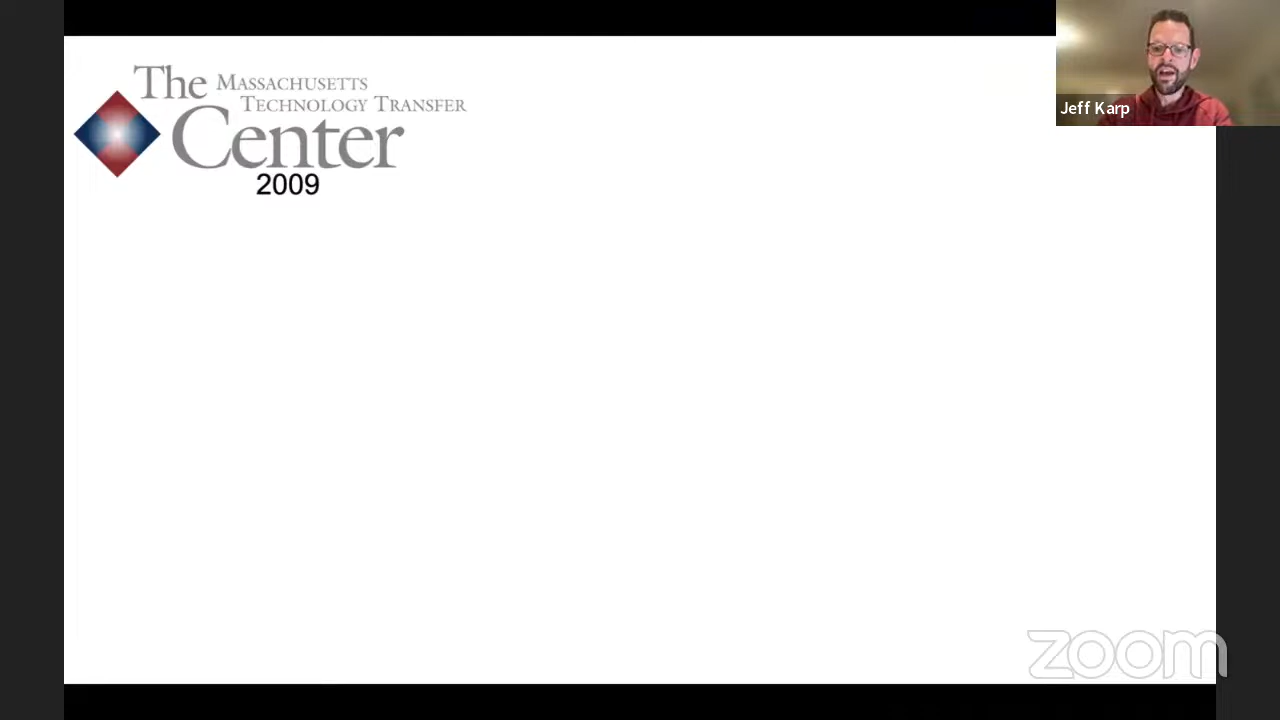 The MASSACHUSETTS
TECHNOLOGY TRANSFER
Center
2009
Jeff Karp
zoom